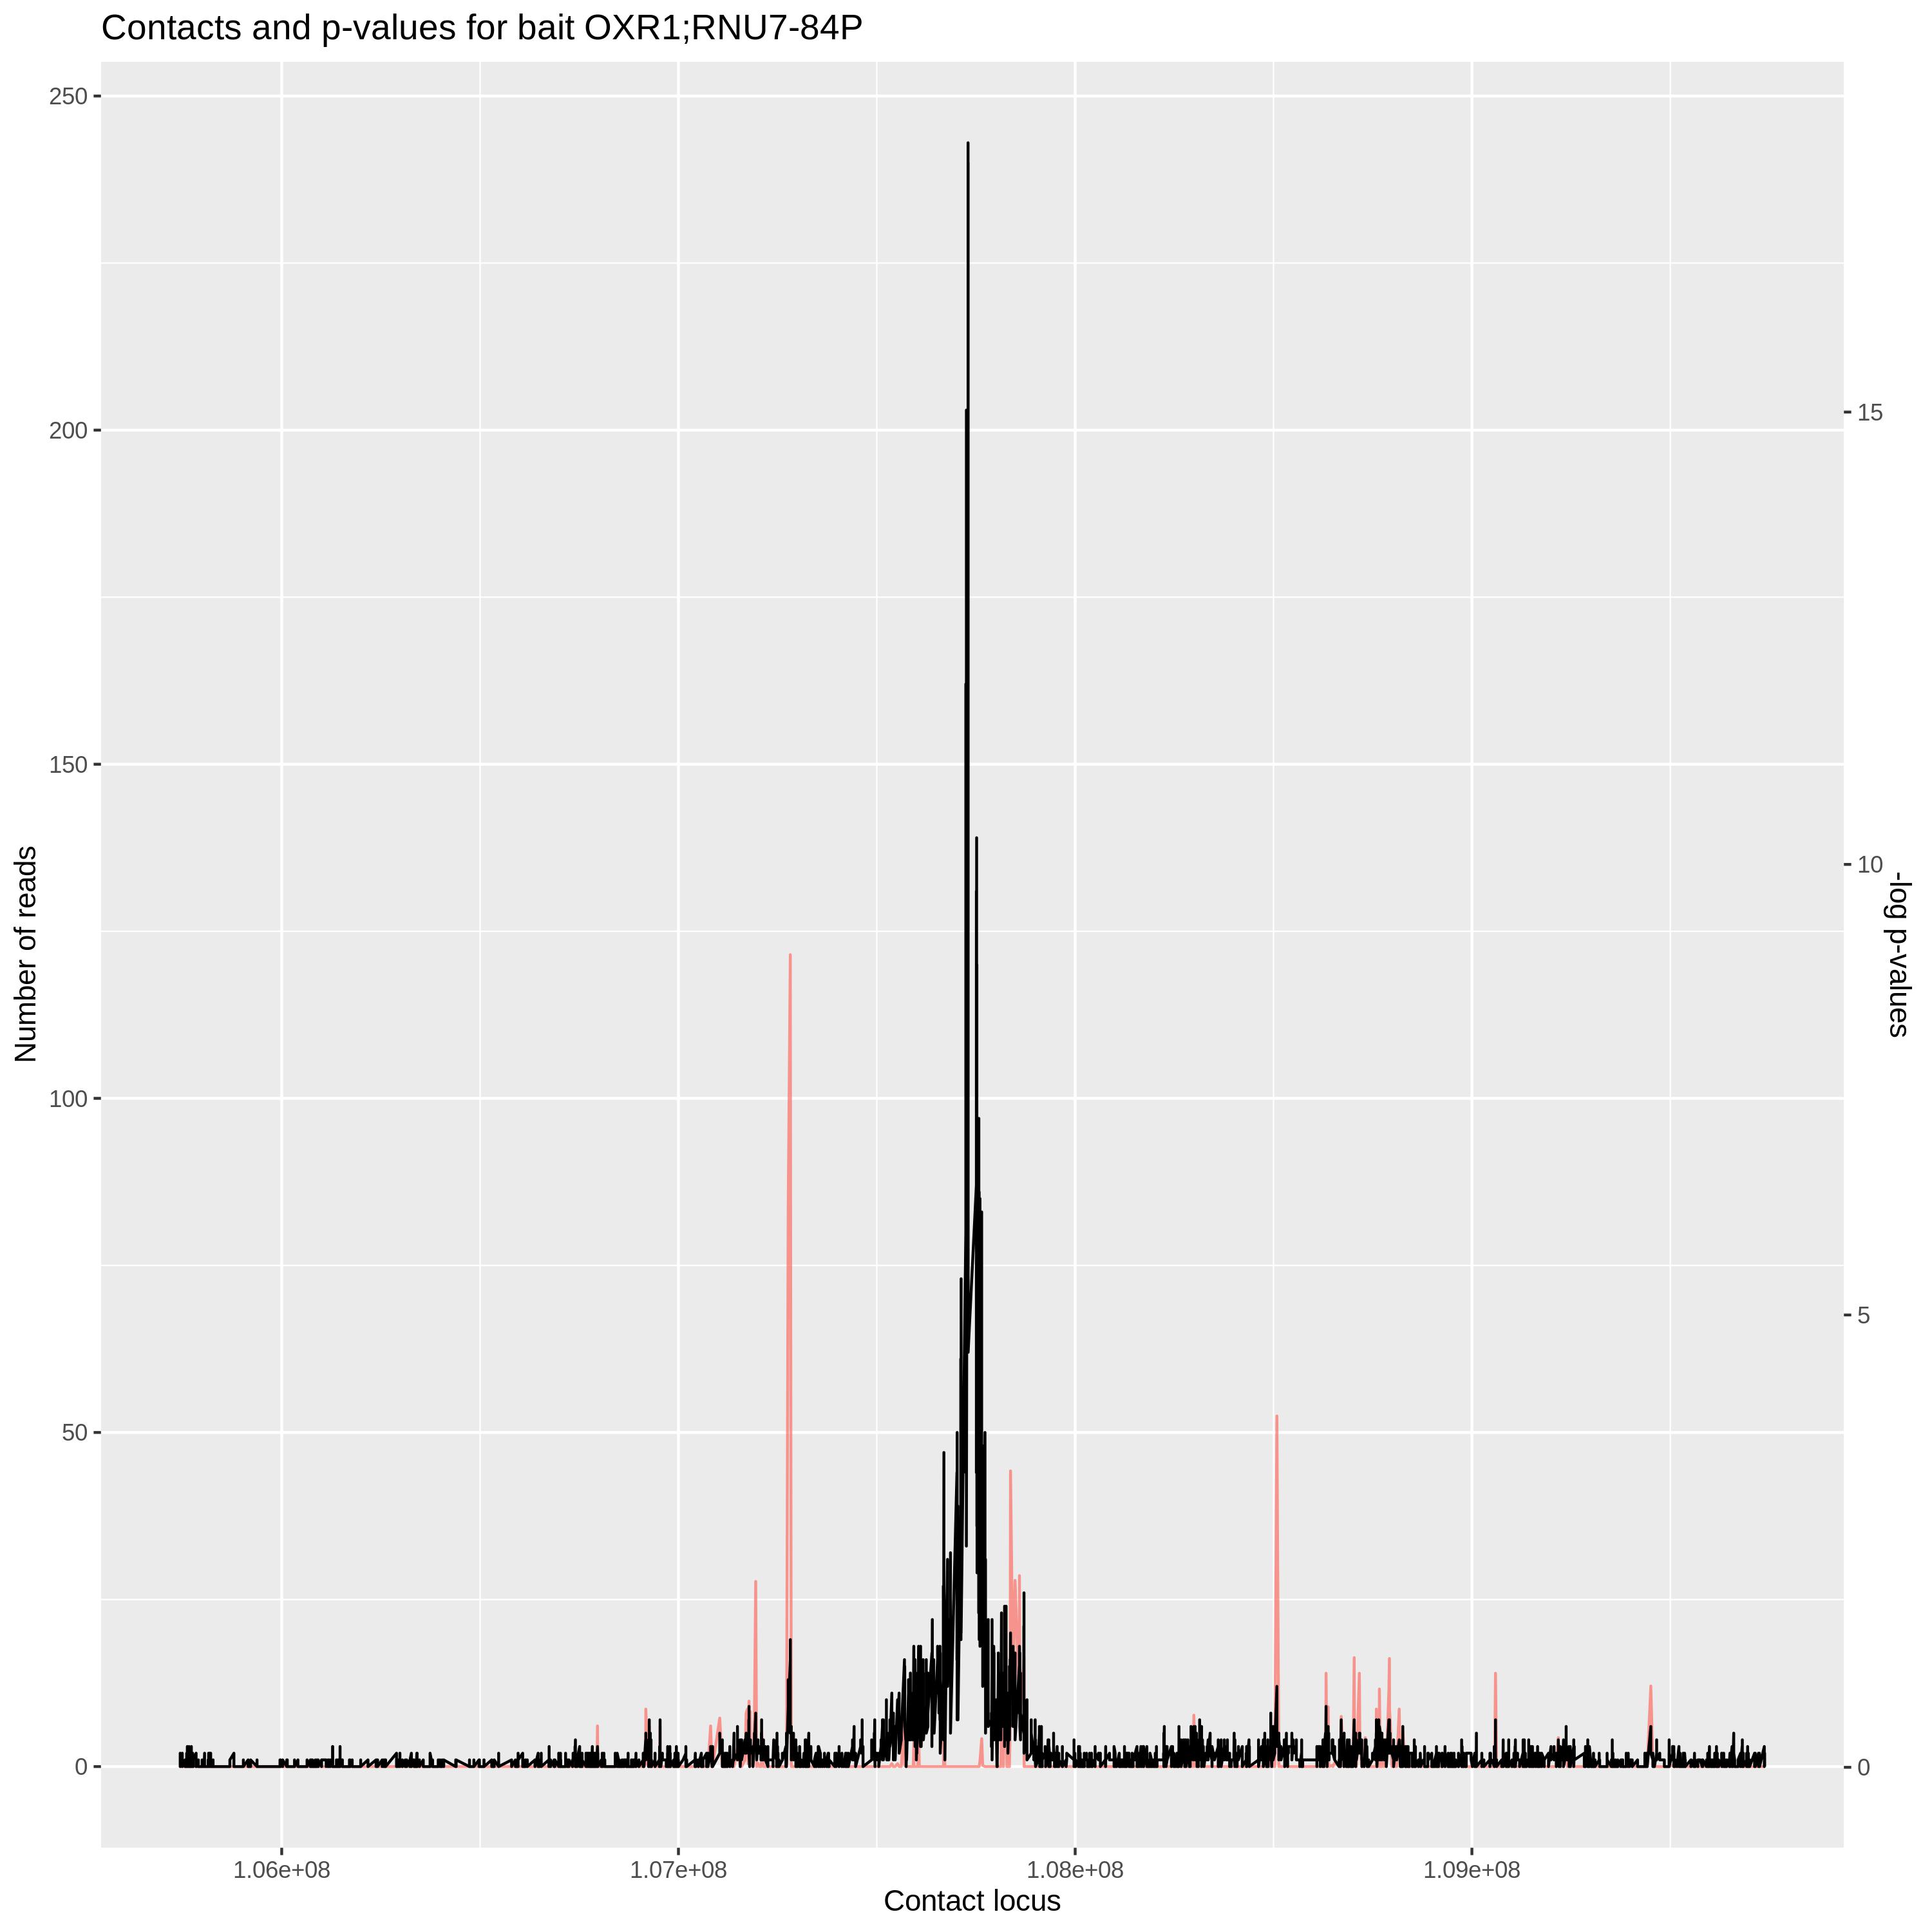 Contacts and p-values for bait OXR1;RNU7-84P
250
200
150
100
50
0
Number of reads
15
10
5
0
-log p-values
1.06e+08
1.07e+08
1.08e+08
1.09e+08
Contact locus